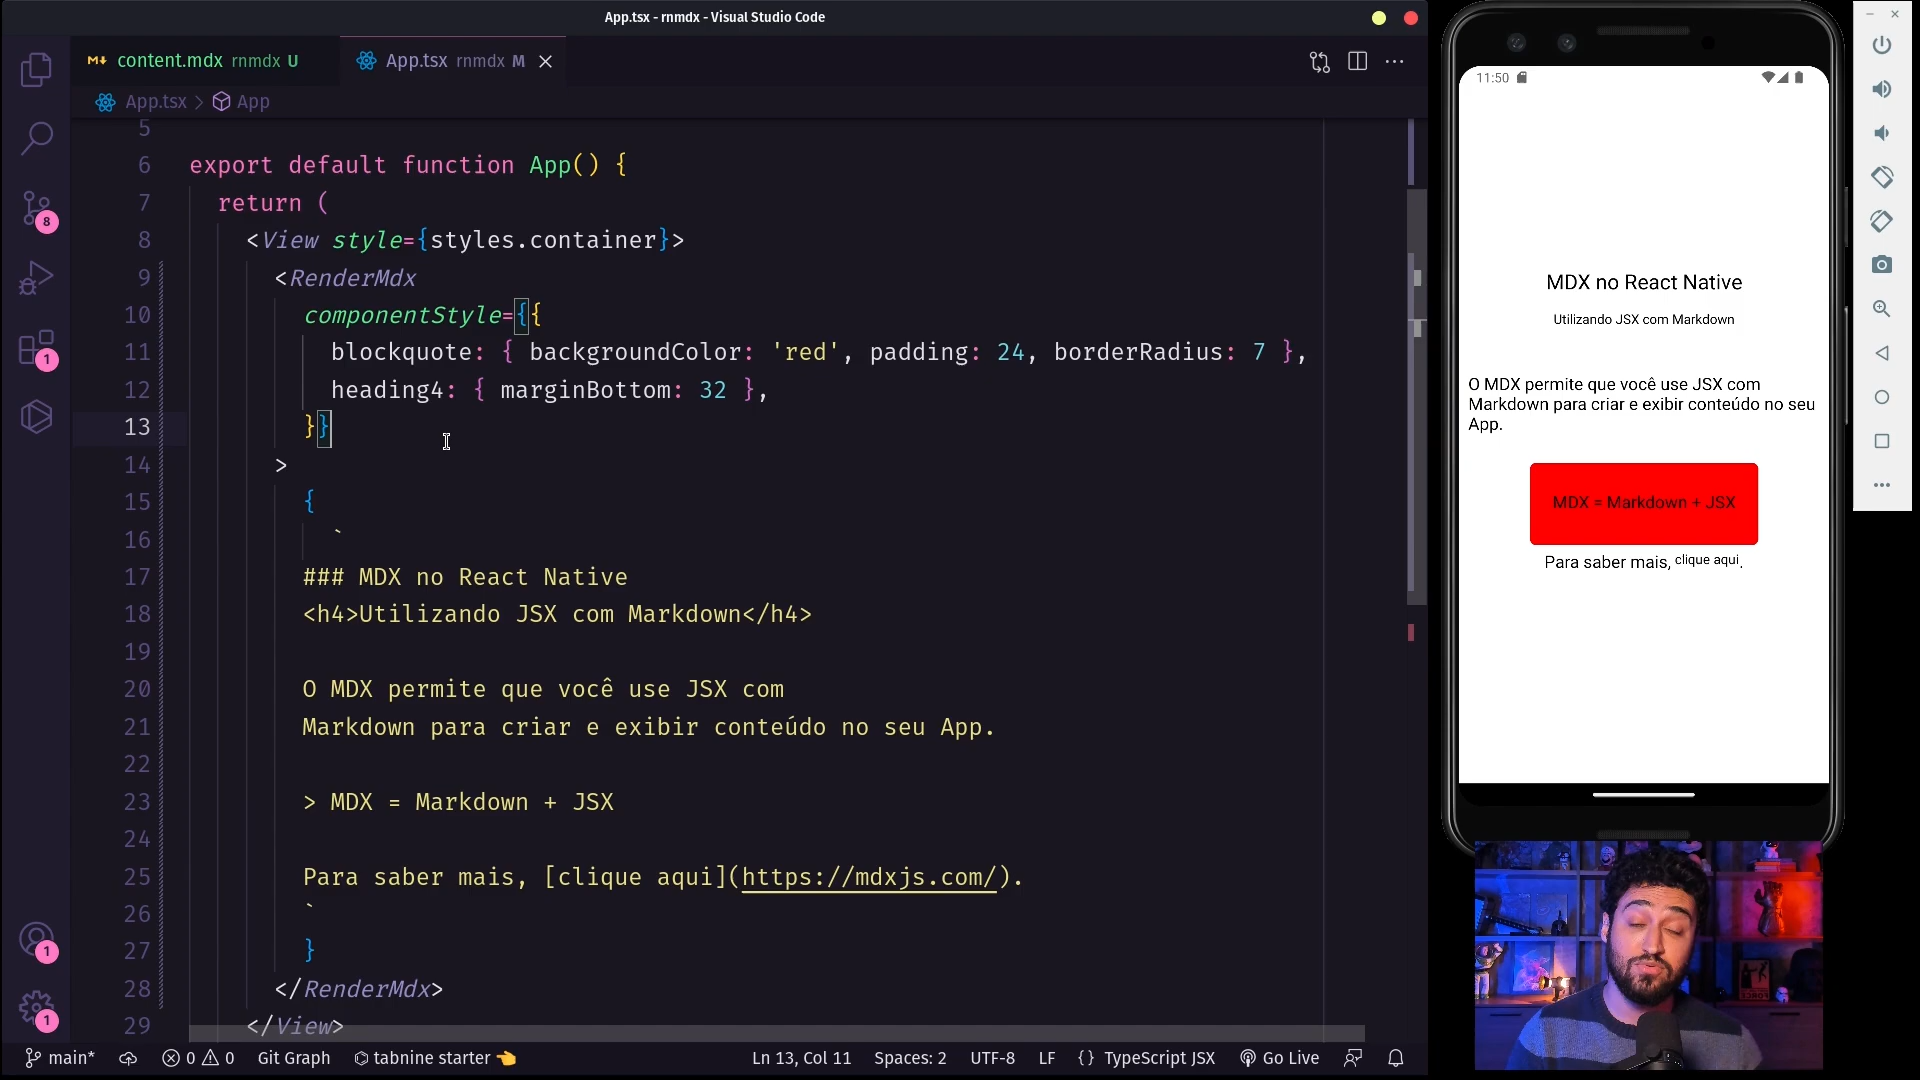 App.tsx - rnmdx - Visual Studio Code
content.mdx rnmdx U
App.tsx rnmdx M
App.tsx > App
5
6 export default function App() {
7 return (
8 <View style={styles.container}>
9 <RenderMdx
10 componentStyle={{
11 blockquote: { backgroundColor: 'red', padding: 24, borderRadius: 7 },
12 heading4: { marginBottom: 32 },
13 }}
14 >
15 {
16 `
17 ### MDX no React Native
18 <h4>Utilizando JSX com Markdown</h4>
19
20 O MDX permite que você use JSX com
21 Markdown para criar e exibir conteúdo no seu App.
22
23 > MDX = Markdown + JSX
24
25 Para saber mais, [clique aqui](https://mdxjs.com/).
26 `
27 }
28 </RenderMdx>
29 </View>
8
1
1
1
main* 0 0 Git Graph tabnine starter Ln 13, Col 11 Spaces: 2 UTF-8 LF {} TypeScript JSX Go Live
11:50
MDX no React Native
Utilizando JSX com Markdown
O MDX permite que você use JSX com
Markdown para criar e exibir conteúdo no seu
App.
MDX = Markdown + JSX
Para saber mais, clique aqui.